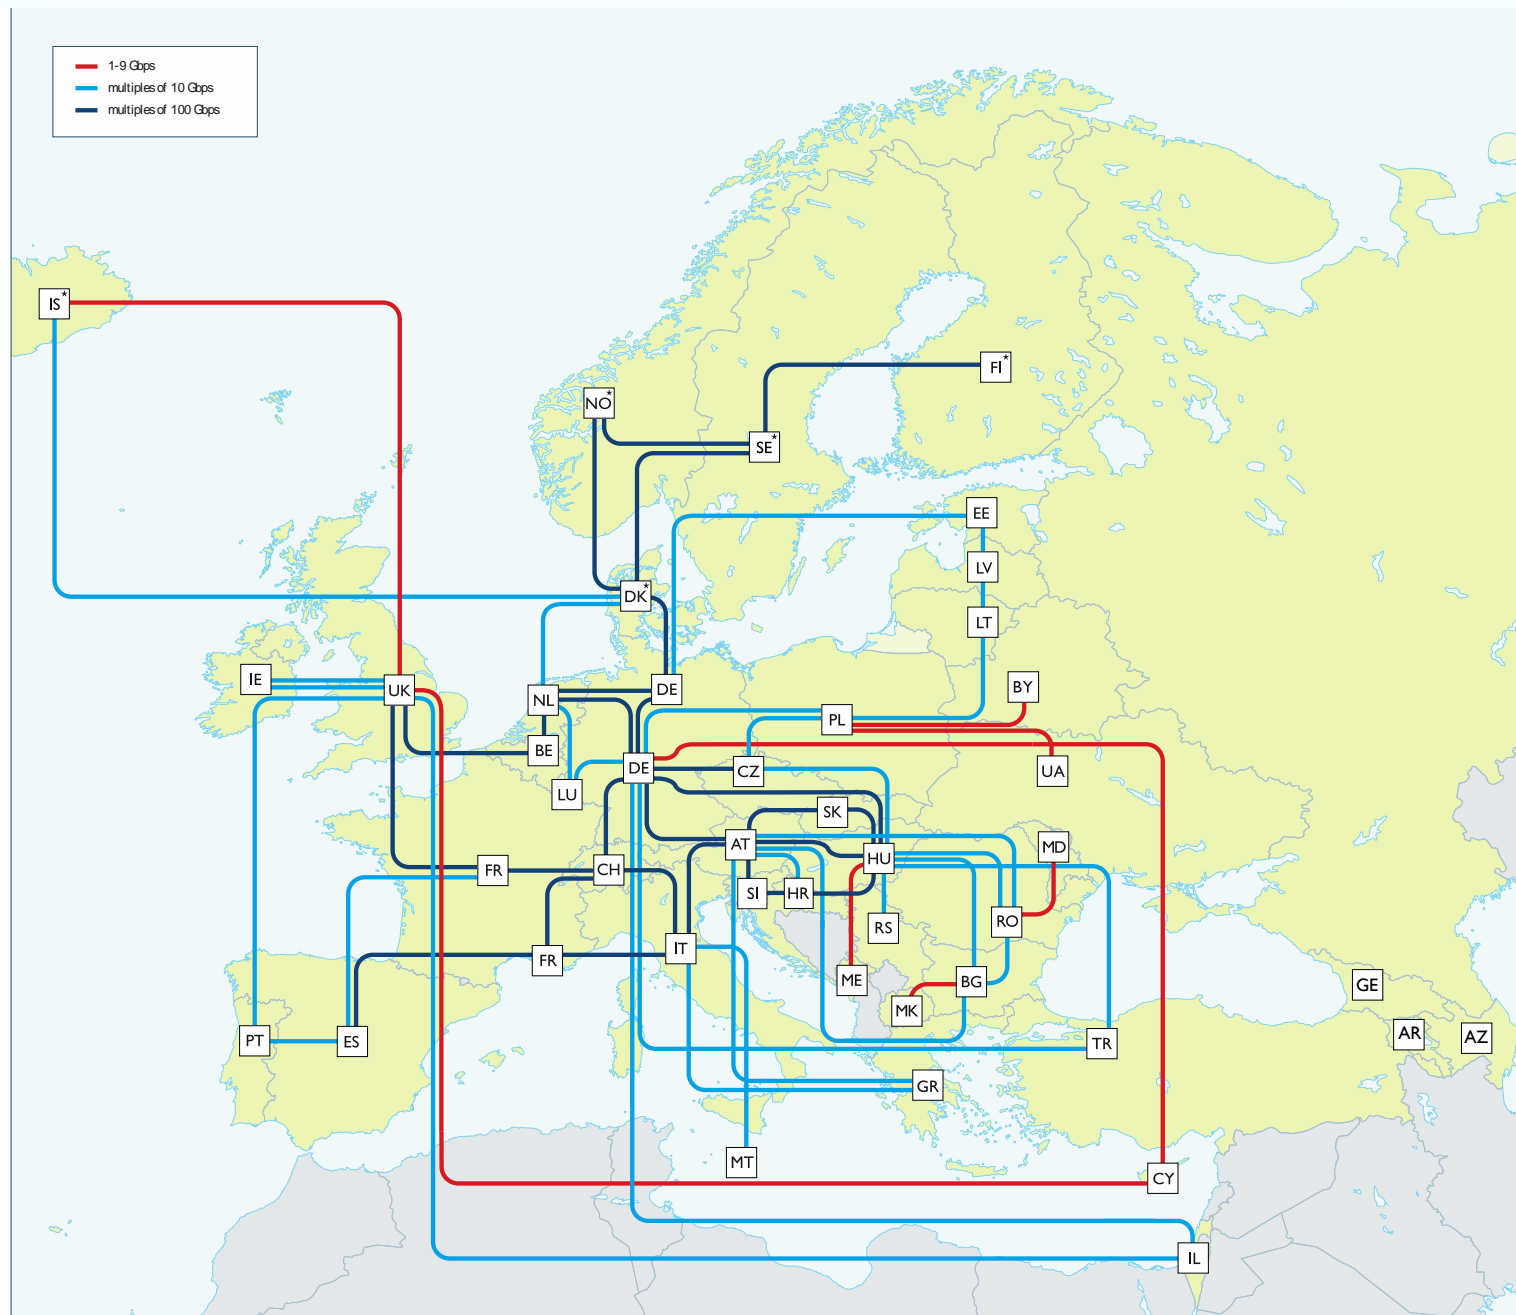 1-9 Gbps
multiples of 10 Gbps
multiples of 100 Gbps
IS*
FI*
NO*
SE*
EE
LV
DK*
LT
IE
UK
NL
DE
BY
PL
BE
DE
CZ
UA
LU
SK
AT
MD
HU
FR
CH
SI
HR
RO
RS
IT
FR
ME
BG
GE
MK
AR
AZ
PT
ES
TR
GR
MT
CY
IL